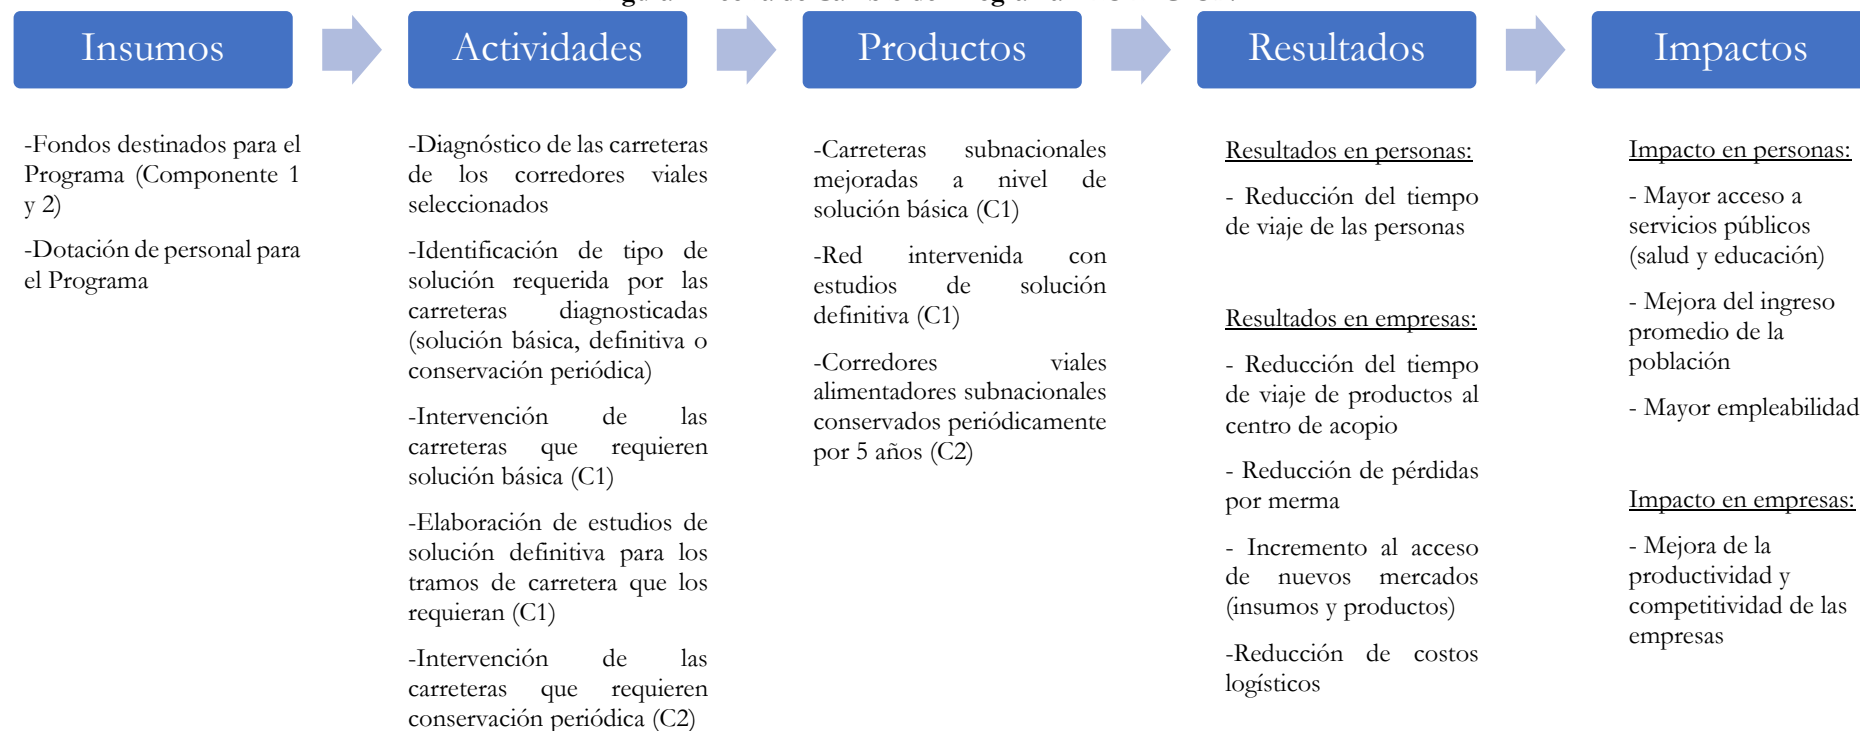 Insumos
-Fondos destinados para el
Programa (Componente 1
y 2)
-Dotación de personal para
el Programa
Actividades
-Diagnóstico de las carreteras
de los corredores viales
seleccionados
-Identificación de tipo de
solución requerida por las
carreteras diagnosticadas
(solución básica, definitiva o
conservación periódica)
-Intervención de las
carreteras que requieren
solución básica (C1)
-Elaboración de estudios de
solución definitiva para los
tramos de carretera que los
requieran (C1)
-Intervención de las
carreteras que requieren
conservación periódica (C2)
Productos
-Carreteras subnacionales
mejoradas a nivel de
solución básica (C1)
-Red intervenida con
estudios de solución
definitiva (C1)
-Corredores viales
alimentadores subnacionales
conservados periódicamente
por 5 años (C2)
Resultados
Resultados en personas:
- Reducción del tiempo
de viaje de las personas
Resultados en empresas:
- Reducción del tiempo
de viaje de productos al
centro de acopio
- Reducción de pérdidas
por merma
- Incremento al acceso
de nuevos mercados
(insumos y productos)
-Reducción de costos
logísticos
Impactos
Impacto en personas:
- Mayor acceso a
servicios públicos
(salud y educación)
- Mejora del ingreso
promedio de la
población
- Mayor empleabilidad
Impacto en empresas:
- Mejora de la
productividad y
competitividad de las
empresas